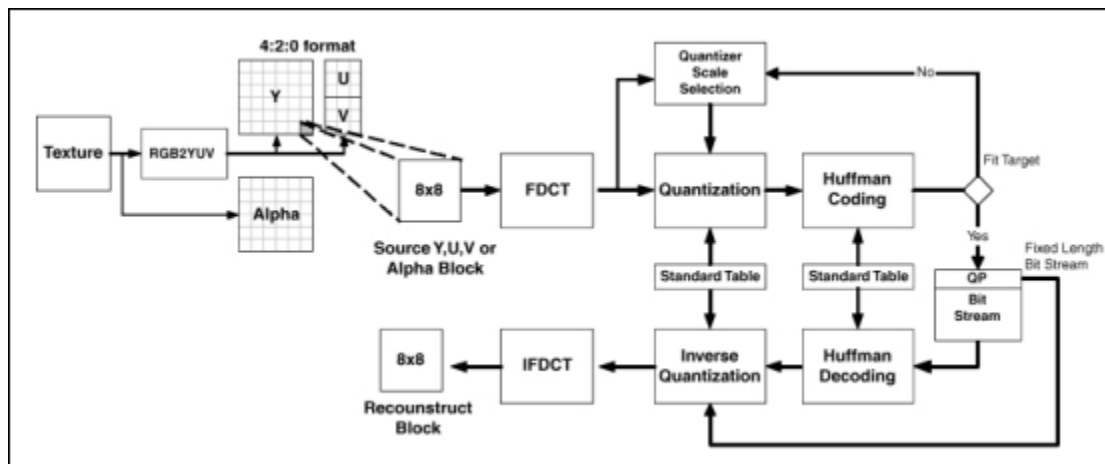 4:2:0 format
Y
U
V
Texture
RGB2YUV
Alpha
8x8
Source Y,U,V or
Alpha Block
FDCT
Quantizer
Scale
Selection
Quantization
Huffman
Coding
No
Fit Target
Yes
Fixed Length
Bit Stream
QP
Bit
Stream
Standard Table
Standard Table
8x8
Recounstruct
Block
IFDCT
Inverse
Quantization
Huffman
Decoding